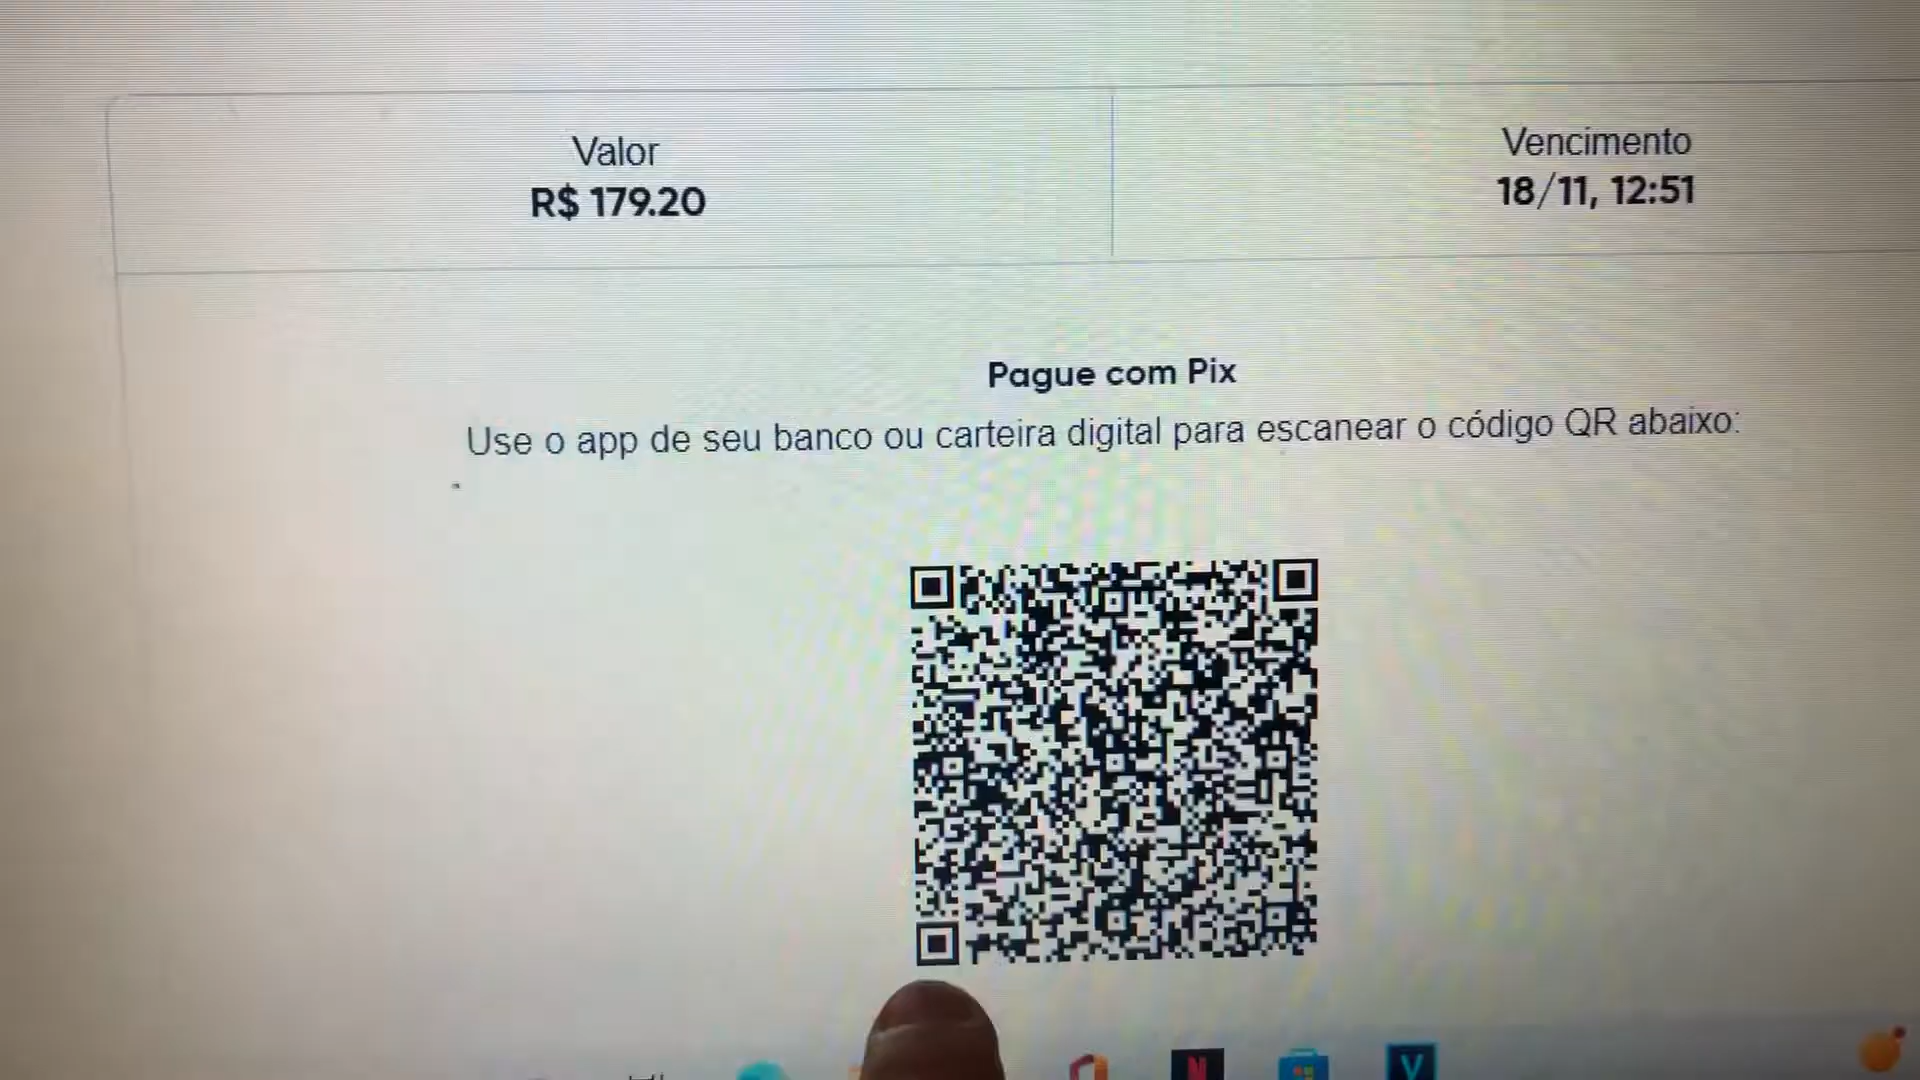 Valor
R$ 179.20
Vencimento
18/11, 12:51
Pague com Pix
Use o app de seu banco ou carteira digital para escanear o código QR abaixo:
N
V